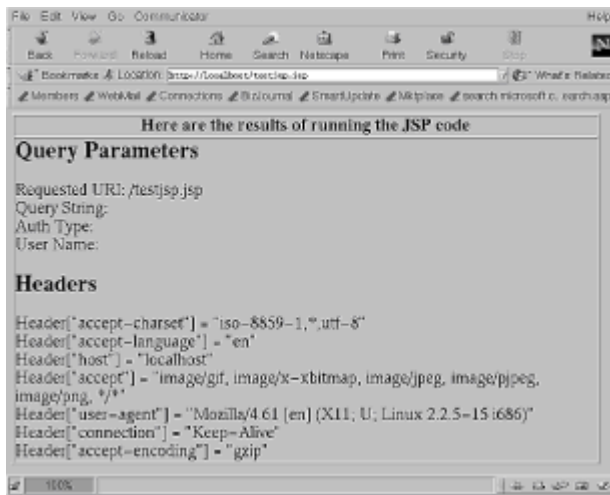 File Edit View Go Communicator Help
Back Forward Reload Home Search Netscape Print Security Stop
Bookmarks Location: http://localhost/testjsp.jsp What's Related
Members WebMail Connections BizJournal SmartUpdate Mktplace search.microsoft.c.
Here are the results of running the JSP code
Query Parameters
Requested URI: /testjsp.jsp
Query String:
Auth Type:
User Name:
Headers
Header["accept-charset"] = "iso-8859-1,*,utf-8"
Header["accept-language"] = "en"
Header["host"] = "localhost"
Header["accept"] = "image/gif, image/x-xbitmap, image/jpeg, image/pjpeg,
image/png, */*"
Header["user-agent"] = "Mozilla/4.61 [en] (X11; U; Linux 2.2.5-15 i686)"
Header["connection"] = "Keep-Alive"
Header["accept-encoding"] = "gzip"
100%